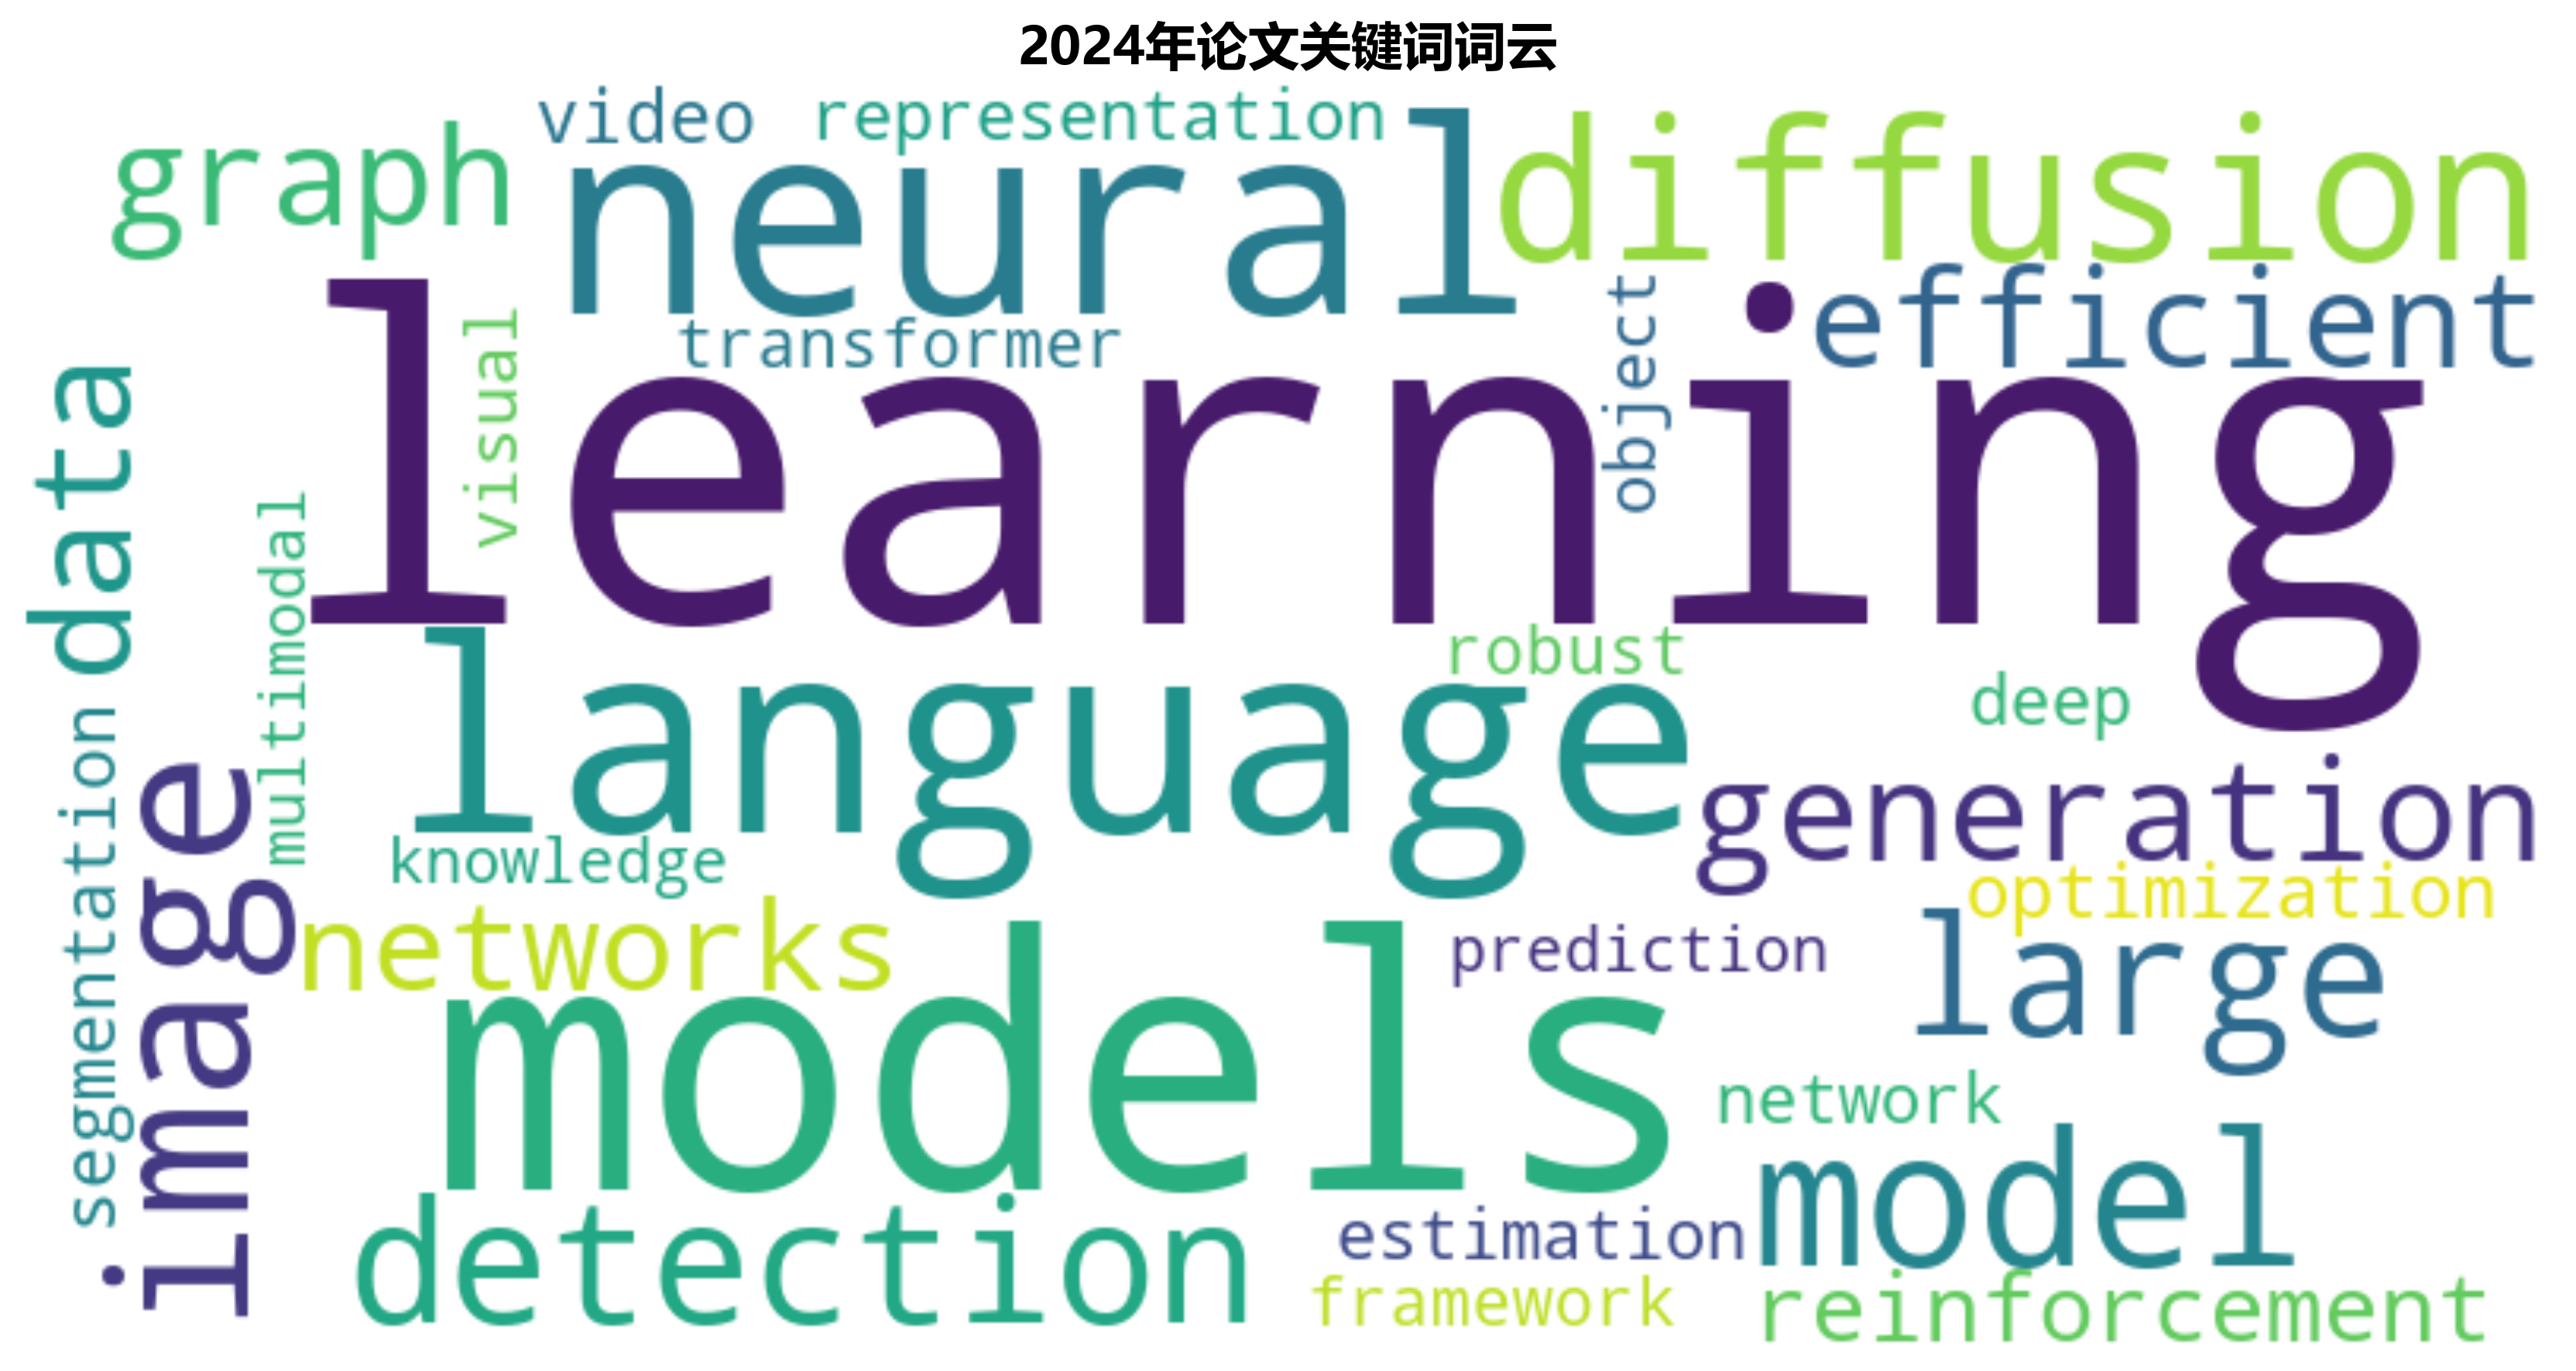 2024年论文关键词词云
video
representation
graph
neural
diffusion
efficient
transformer
object
visual
learning
data
multimodal
robust
language
deep
segmentation
image
generation
knowledge
optimization
networks
prediction
large
models
network
model
detection
estimation
framework
reinforcement